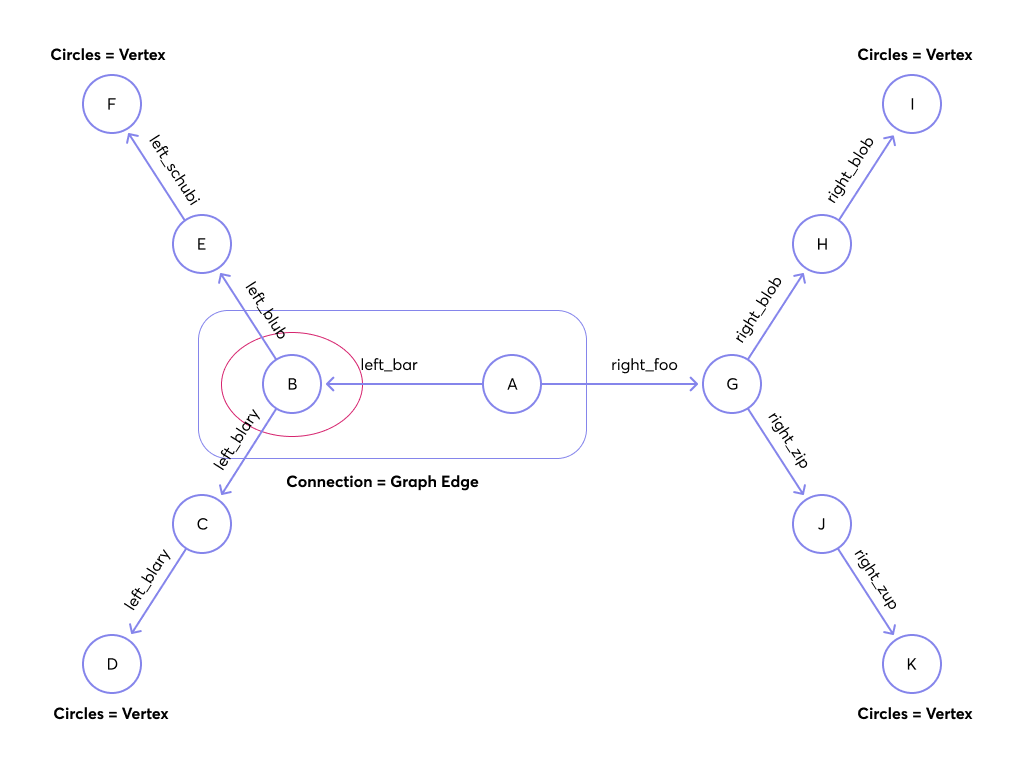 Circles = Vertex
Circles = Vertex
F
I
left_schubi
right_blob
E
H
left_blub
right_blob
left_bar
right_foo
B
A
G
left_blary
right_zip
Connection = Graph Edge
C
J
left_blary
right_zup
D
K
Circles = Vertex
Circles = Vertex